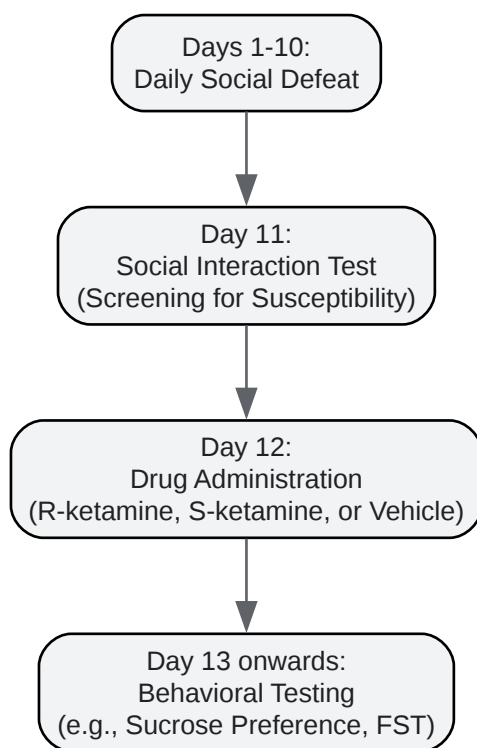 Days 1-10:
Daily Social Defeat
Day 11:
Social Interaction Test
(Screening for Susceptibility)
Day 12:
Drug Administration
(R-ketamine, S-ketamine, or Vehicle)
Day 13 onwards:
Behavioral Testing
(e.g., Sucrose Preference, FST)